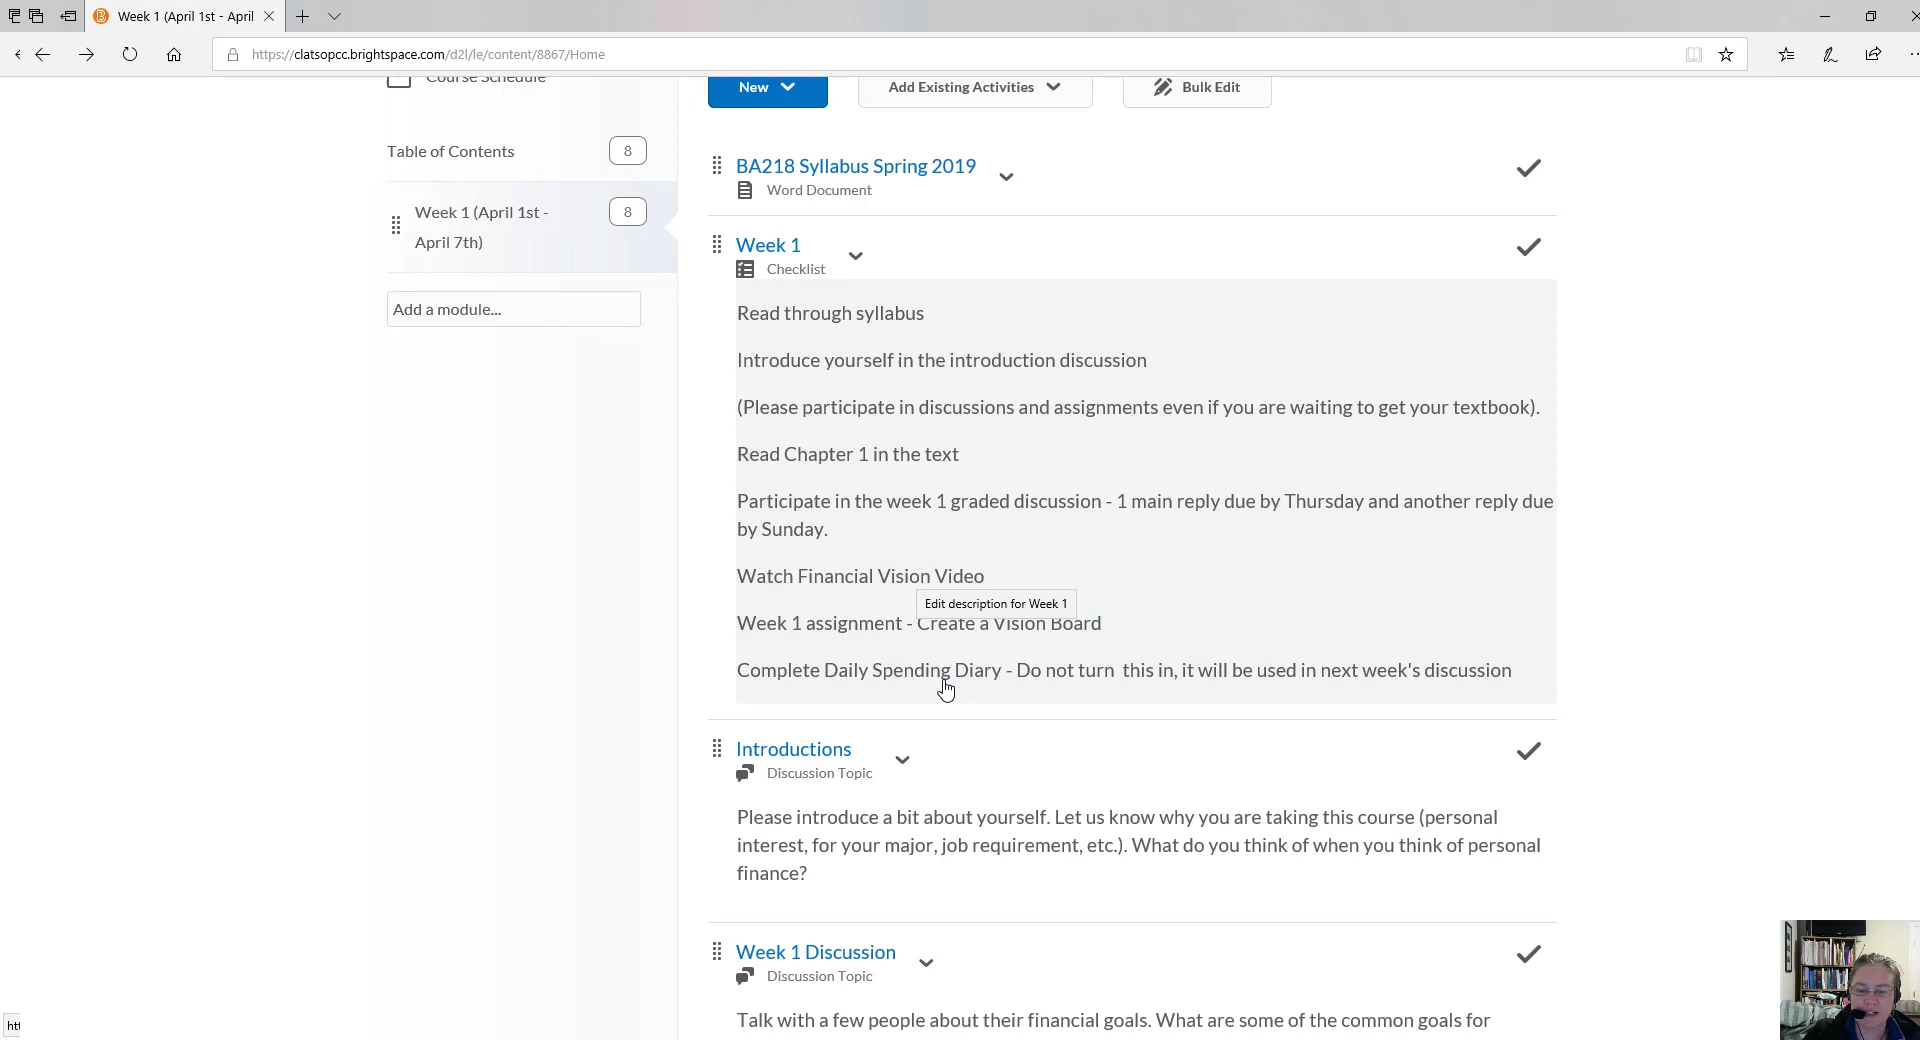 Week 1 (April 1st - April
https://clatsopcc.brightspace.com/d2l/le/content/8867/Home
Course Schedule
New
Add Existing Activities
Bulk Edit
Table of Contents
8
Week 1 (April 1st -
April 7th)
8
Add a module...
BA218 Syllabus Spring 2019
Word Document
Week 1
Checklist
Read through syllabus
Introduce yourself in the introduction discussion
(Please participate in discussions and assignments even if you are waiting to get your textbook).
Read Chapter 1 in the text
Participate in the week 1 graded discussion - 1 main reply due by Thursday and another reply due
by Sunday.
Watch Financial Vision Video
Edit description for Week 1
Week 1 assignment - Create a Vision Board
Complete Daily Spending Diary - Do not turn  this in, it will be used in next week's discussion
Introductions
Discussion Topic
Please introduce a bit about yourself. Let us know why you are taking this course (personal
interest, for your major, job requirement, etc.). What do you think of when you think of personal
finance?
Week 1 Discussion
Discussion Topic
Talk with a few people about their financial goals. What are some of the common goals for